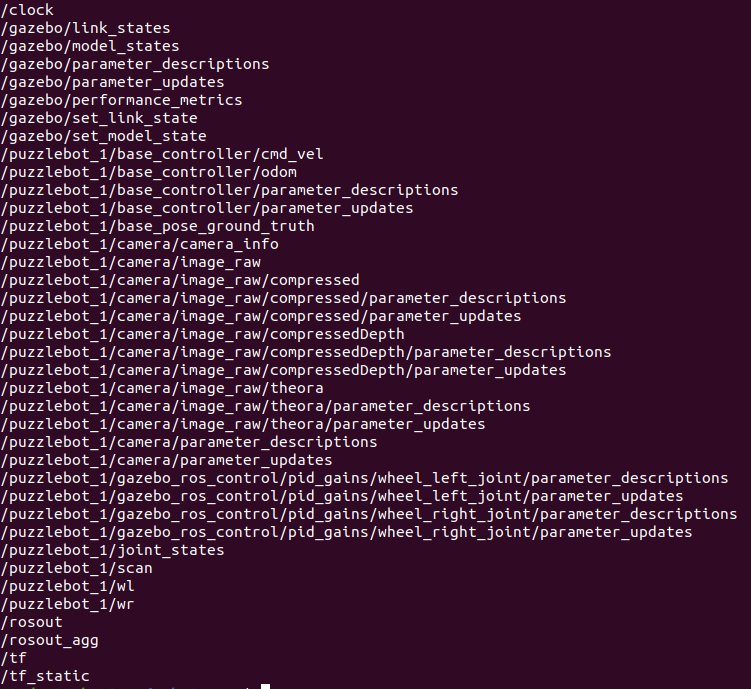 /clock
/gazebo/link_states
/gazebo/model_states
/gazebo/parameter_descriptions
/gazebo/parameter_updates
/gazebo/performance_metrics
/gazebo/set_link_state
/gazebo/set_model_state
/puzzlebot_1/base_controller/cmd_vel
/puzzlebot_1/base_controller/odom
/puzzlebot_1/base_controller/parameter_descriptions
/puzzlebot_1/base_controller/parameter_updates
/puzzlebot_1/base_pose_ground_truth
/puzzlebot_1/camera/camera_info
/puzzlebot_1/camera/image_raw
/puzzlebot_1/camera/image_raw/compressed
/puzzlebot_1/camera/image_raw/compressed/parameter_descriptions
/puzzlebot_1/camera/image_raw/compressed/parameter_updates
/puzzlebot_1/camera/image_raw/compressedDepth
/puzzlebot_1/camera/image_raw/compressedDepth/parameter_descriptions
/puzzlebot_1/camera/image_raw/compressedDepth/parameter_updates
/puzzlebot_1/camera/image_raw/theora
/puzzlebot_1/camera/image_raw/theora/parameter_descriptions
/puzzlebot_1/camera/image_raw/theora/parameter_updates
/puzzlebot_1/camera/parameter_descriptions
/puzzlebot_1/camera/parameter_updates
/puzzlebot_1/gazebo_ros_control/pid_gains/wheel_left_joint/parameter_descriptions
/puzzlebot_1/gazebo_ros_control/pid_gains/wheel_left_joint/parameter_updates
/puzzlebot_1/gazebo_ros_control/pid_gains/wheel_right_joint/parameter_descriptions
/puzzlebot_1/gazebo_ros_control/pid_gains/wheel_right_joint/parameter_updates
/puzzlebot_1/joint_states
/puzzlebot_1/scan
/puzzlebot_1/wl
/puzzlebot_1/wr
/rosout
/rosout_agg
/tf
/tf_static